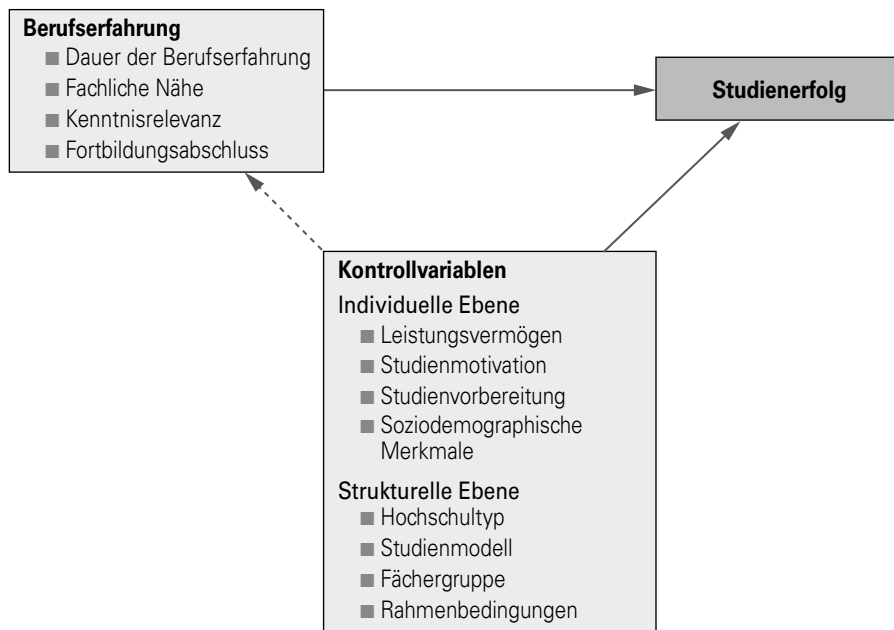 Berufserfahrung
■ Dauer der Berufserfahrung
■ Fachliche Nähe
■ Kenntnisrelevanz
■ Fortbildungsabschluss
Studienerfolg
Kontrollvariablen
Individuelle Ebene
■ Leistungsvermögen
■ Studienmotivation
■ Studienvorbereitung
■ Soziodemographische
Merkmale
Strukturelle Ebene
■ Hochschultyp
■ Studienmodell
■ Fächergruppe
■ Rahmenbedingungen